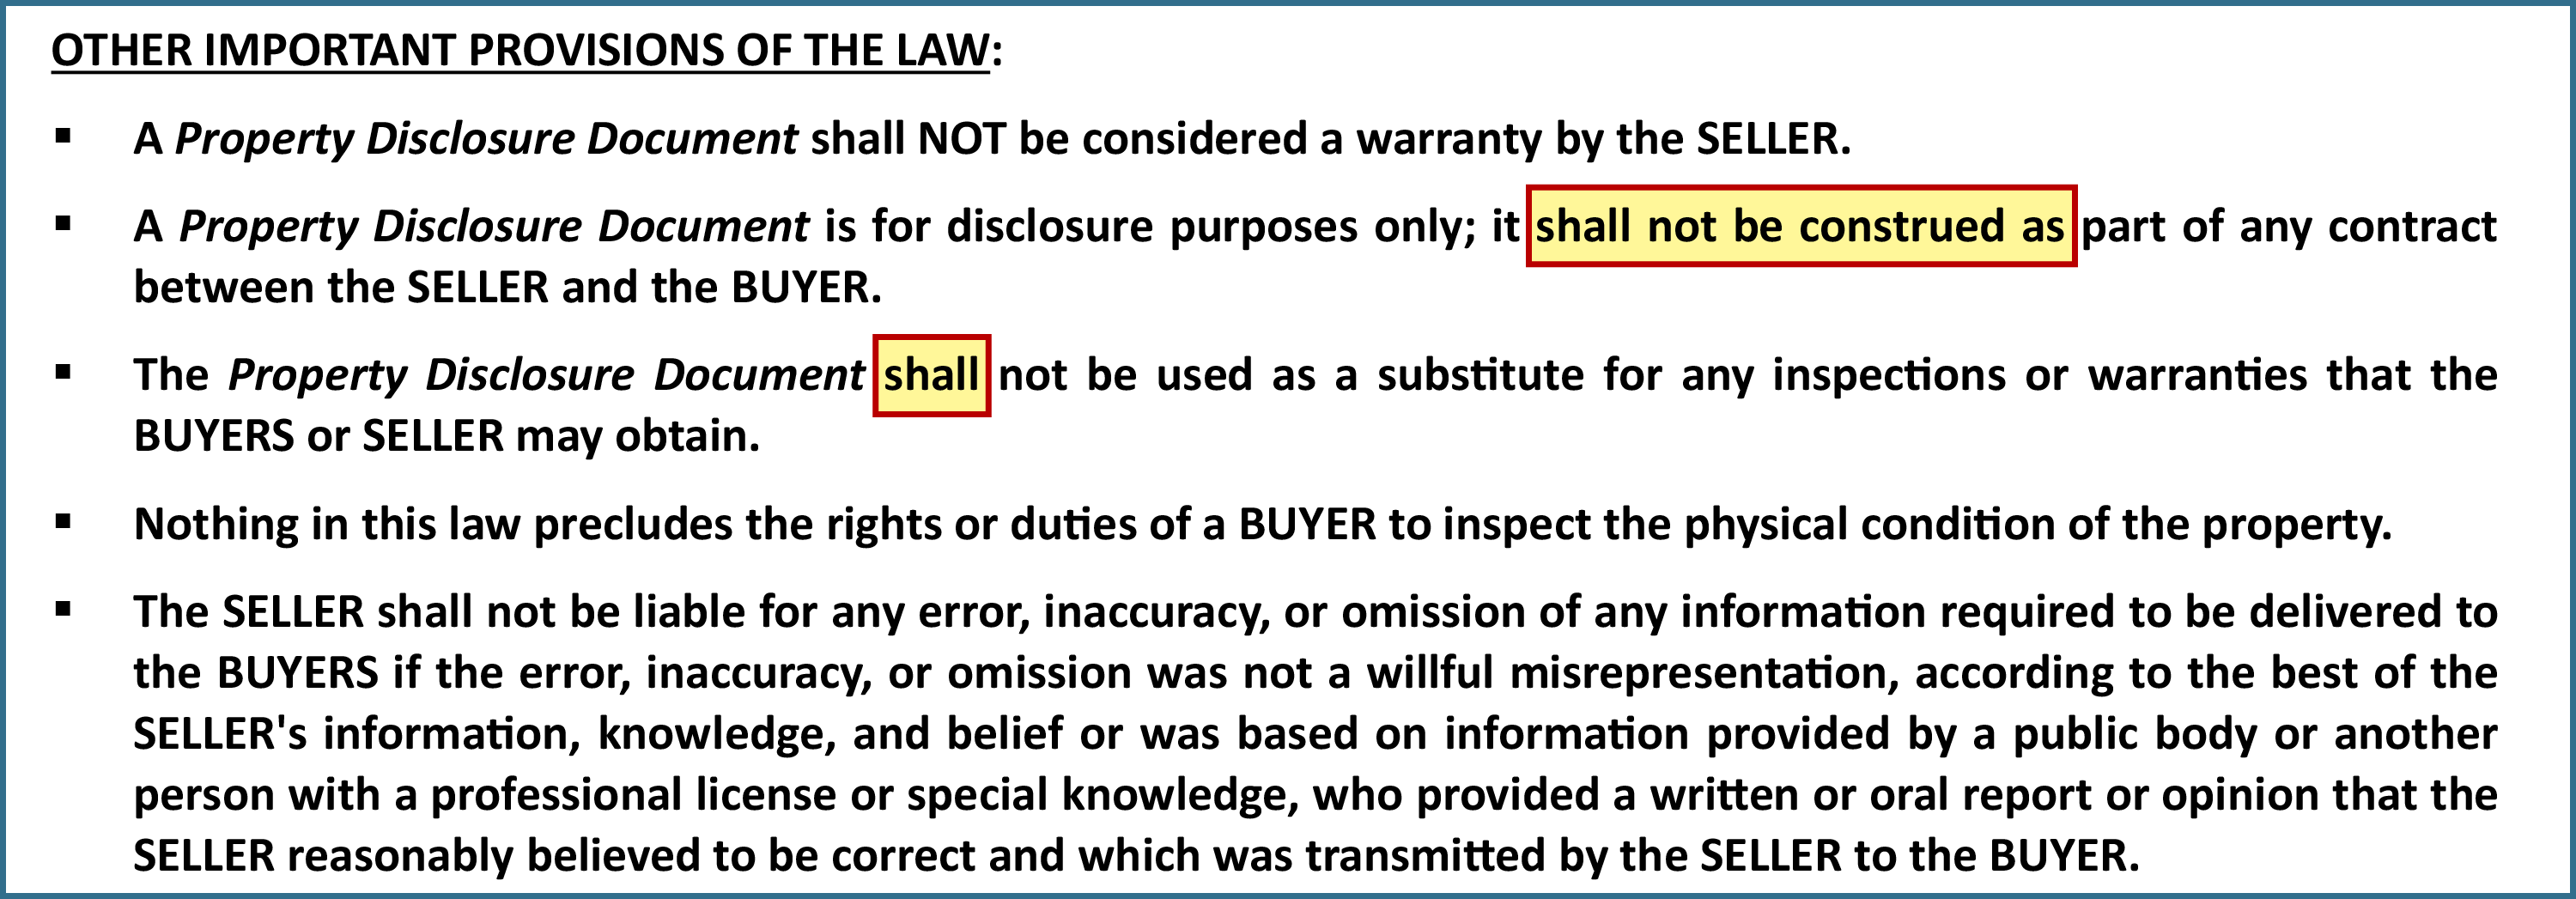 OTHER IMPORTANT PROVISIONS OF THE LAW:
▪ A Property Disclosure Document shall NOT be considered a warranty by the SELLER.
▪ A Property Disclosure Document is for disclosure purposes only; it shall not be construed as part of any contract
between the SELLER and the BUYER.
▪ The Property Disclosure Document shall not be used as a substitute for any inspections or warranties that the
BUYERS or SELLER may obtain.
▪ Nothing in this law precludes the rights or duties of a BUYER to inspect the physical condition of the property.
▪ The SELLER shall not be liable for any error, inaccuracy, or omission of any information required to be delivered to
the BUYERS if the error, inaccuracy, or omission was not a willful misrepresentation, according to the best of the
SELLER's information, knowledge, and belief or was based on information provided by a public body or another
person with a professional license or special knowledge, who provided a written or oral report or opinion that the
SELLER reasonably believed to be correct and which was transmitted by the SELLER to the BUYER.